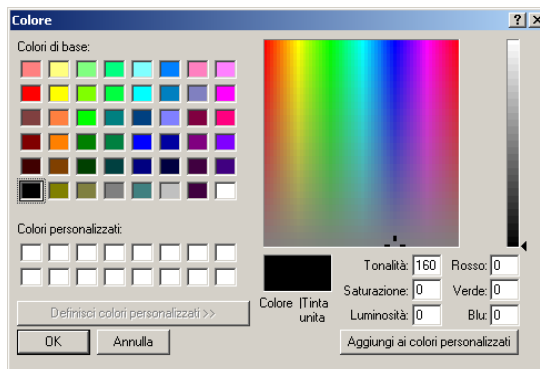 Colore
Colori di base:
Colori personalizzati:
Definisci colori personalizzati >>
OK
Annulla
Colore |Tinta
unita
Tonalità: 160
Rosso: 0
Saturazione: 0
Verde: 0
Luminosità: 0
Blu: 0
Aggiungi ai colori personalizzati